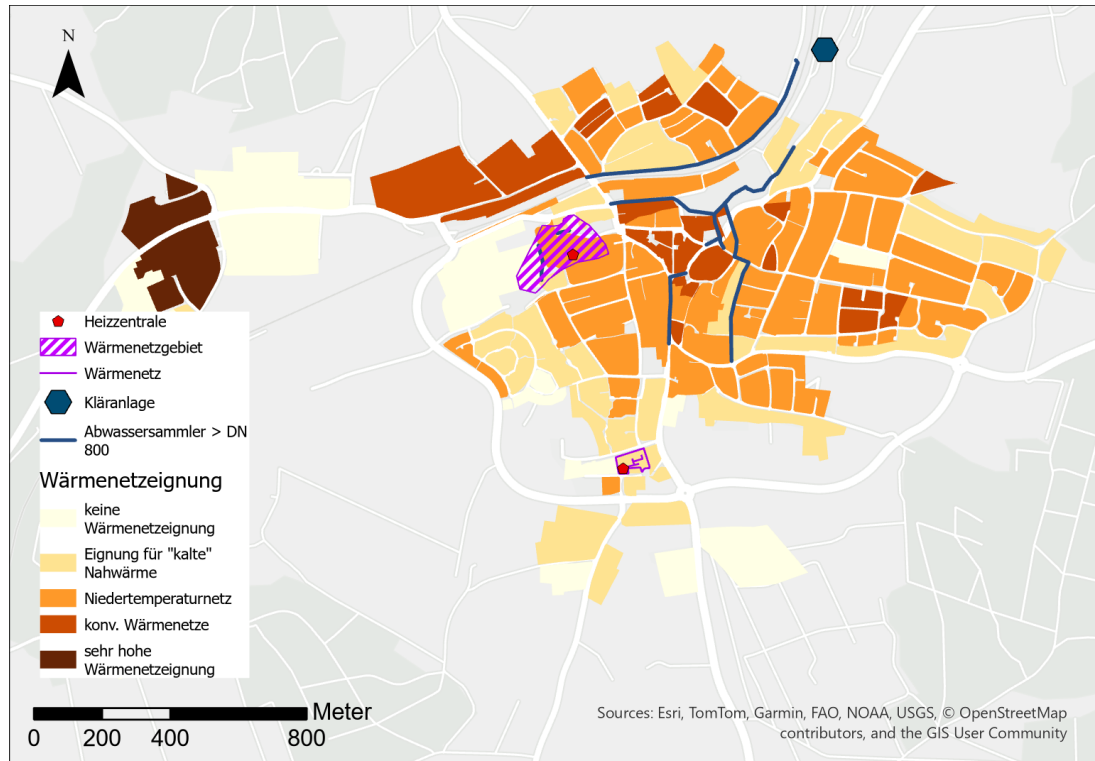 N
Heizzentrale
Wärmenetzgebiet
Wärmenetz
Kläranlage
Abwassersammler > DN
800
Wärmenetzeignung
keine
Wärmenetzeignung
Eignung für "kalte"
Nahwärme
Niedertemperaturnetz
konv. Wärmenetze
sehr hohe
Wärmenetzeignung
Meter
0 200 400 800
Sources: Esri, TomTom, Garmin, FAO, NOAA, USGS, © OpenStreetMap
contributors, and the GIS User Community